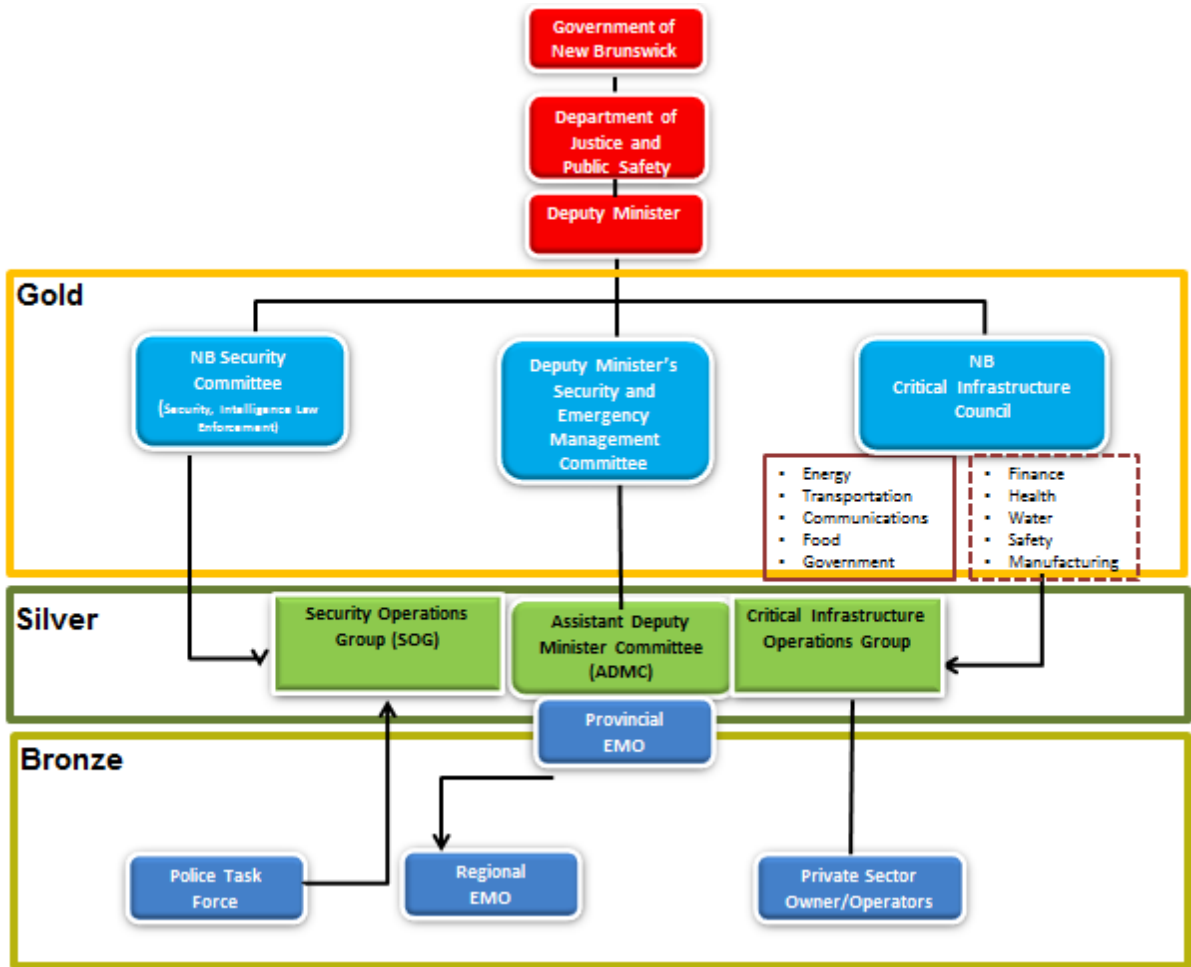 Government of
New Brunswick
Department of
Justice and
Public Safety
Deputy Minister
Gold
NB Security
Committee
(Security, Intelligence Law
Enforcement)
Deputy Minister's
Security and
Emergency
Management
Committee
NB
Critical Infrastructure
Council
• Energy
• Transportation
• Communications
• Food
• Government
• Finance
• Health
• Water
• Safety
• Manufacturing
Silver
Security Operations
Group (SOG)
Assistant Deputy
Minister Committee
(ADMC)
Critical Infrastructure
Operations Group
Provincial
EMO
Bronze
Police Task
Force
Regional
EMO
Private Sector
Owner/Operators